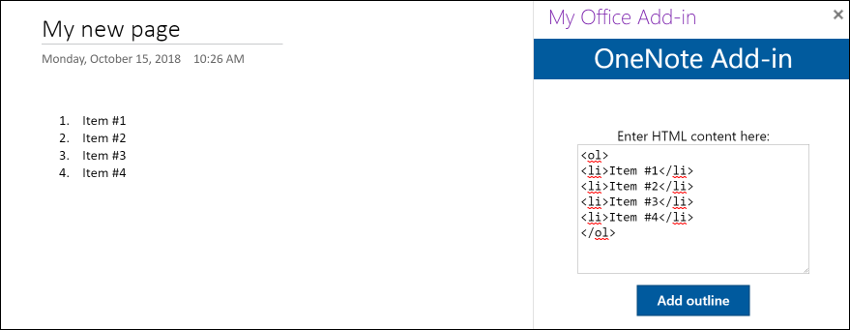 My new page
Monday, October 15, 2018 10:26 AM
1. Item #1
2. Item #2
3. Item #3
4. Item #4
My Office Add-in
OneNote Add-in
Enter HTML content here:
<ol>
<li>Item #1</li>
<li>Item #2</li>
<li>Item #3</li>
<li>Item #4</li>
</ol>
Add outline